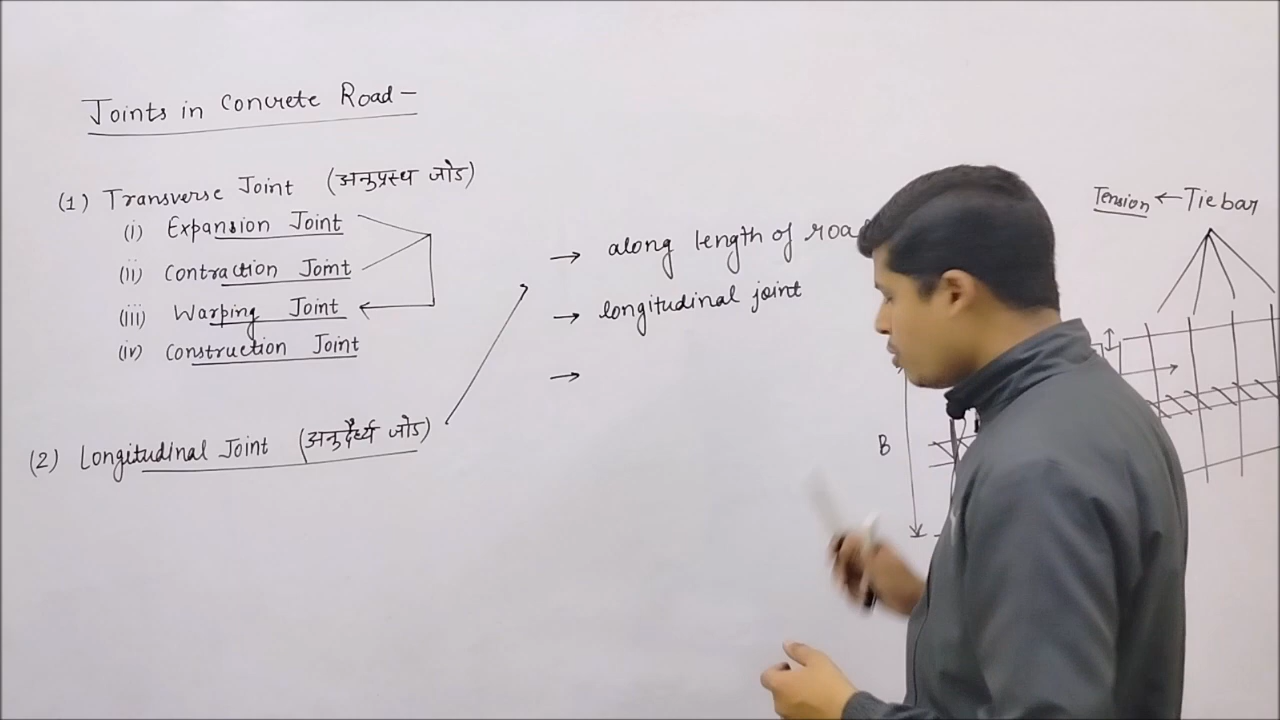 Joints in Concrete Road -
(1) Transverse Joint (अनुप्रस्थ जोड)
(i) Expansion Joint
(ii) Contraction Joint
(iii) Warping Joint
(iv) Construction Joint
(2) Longitudinal Joint (अनुदैर्ध्य जोड)
→ along length of road
→ longitudinal joint
→
Tension ← Tie bar
B